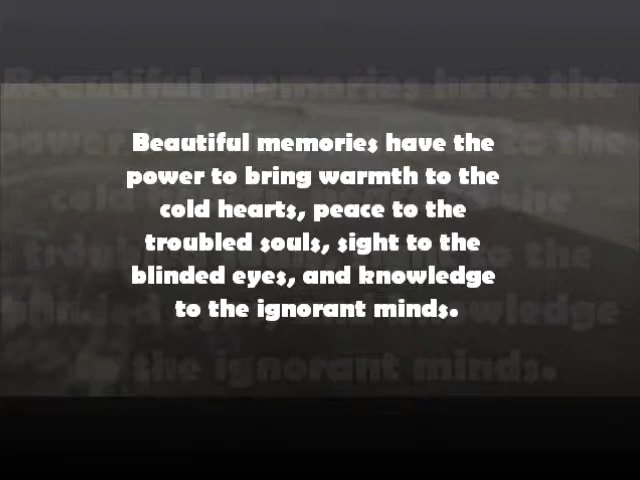 Beautiful memories have the
power to bring warmth to the
cold hearts, peace to the
troubled souls, sight to the
blinded eyes, and knowledge
to the ignorant minds.